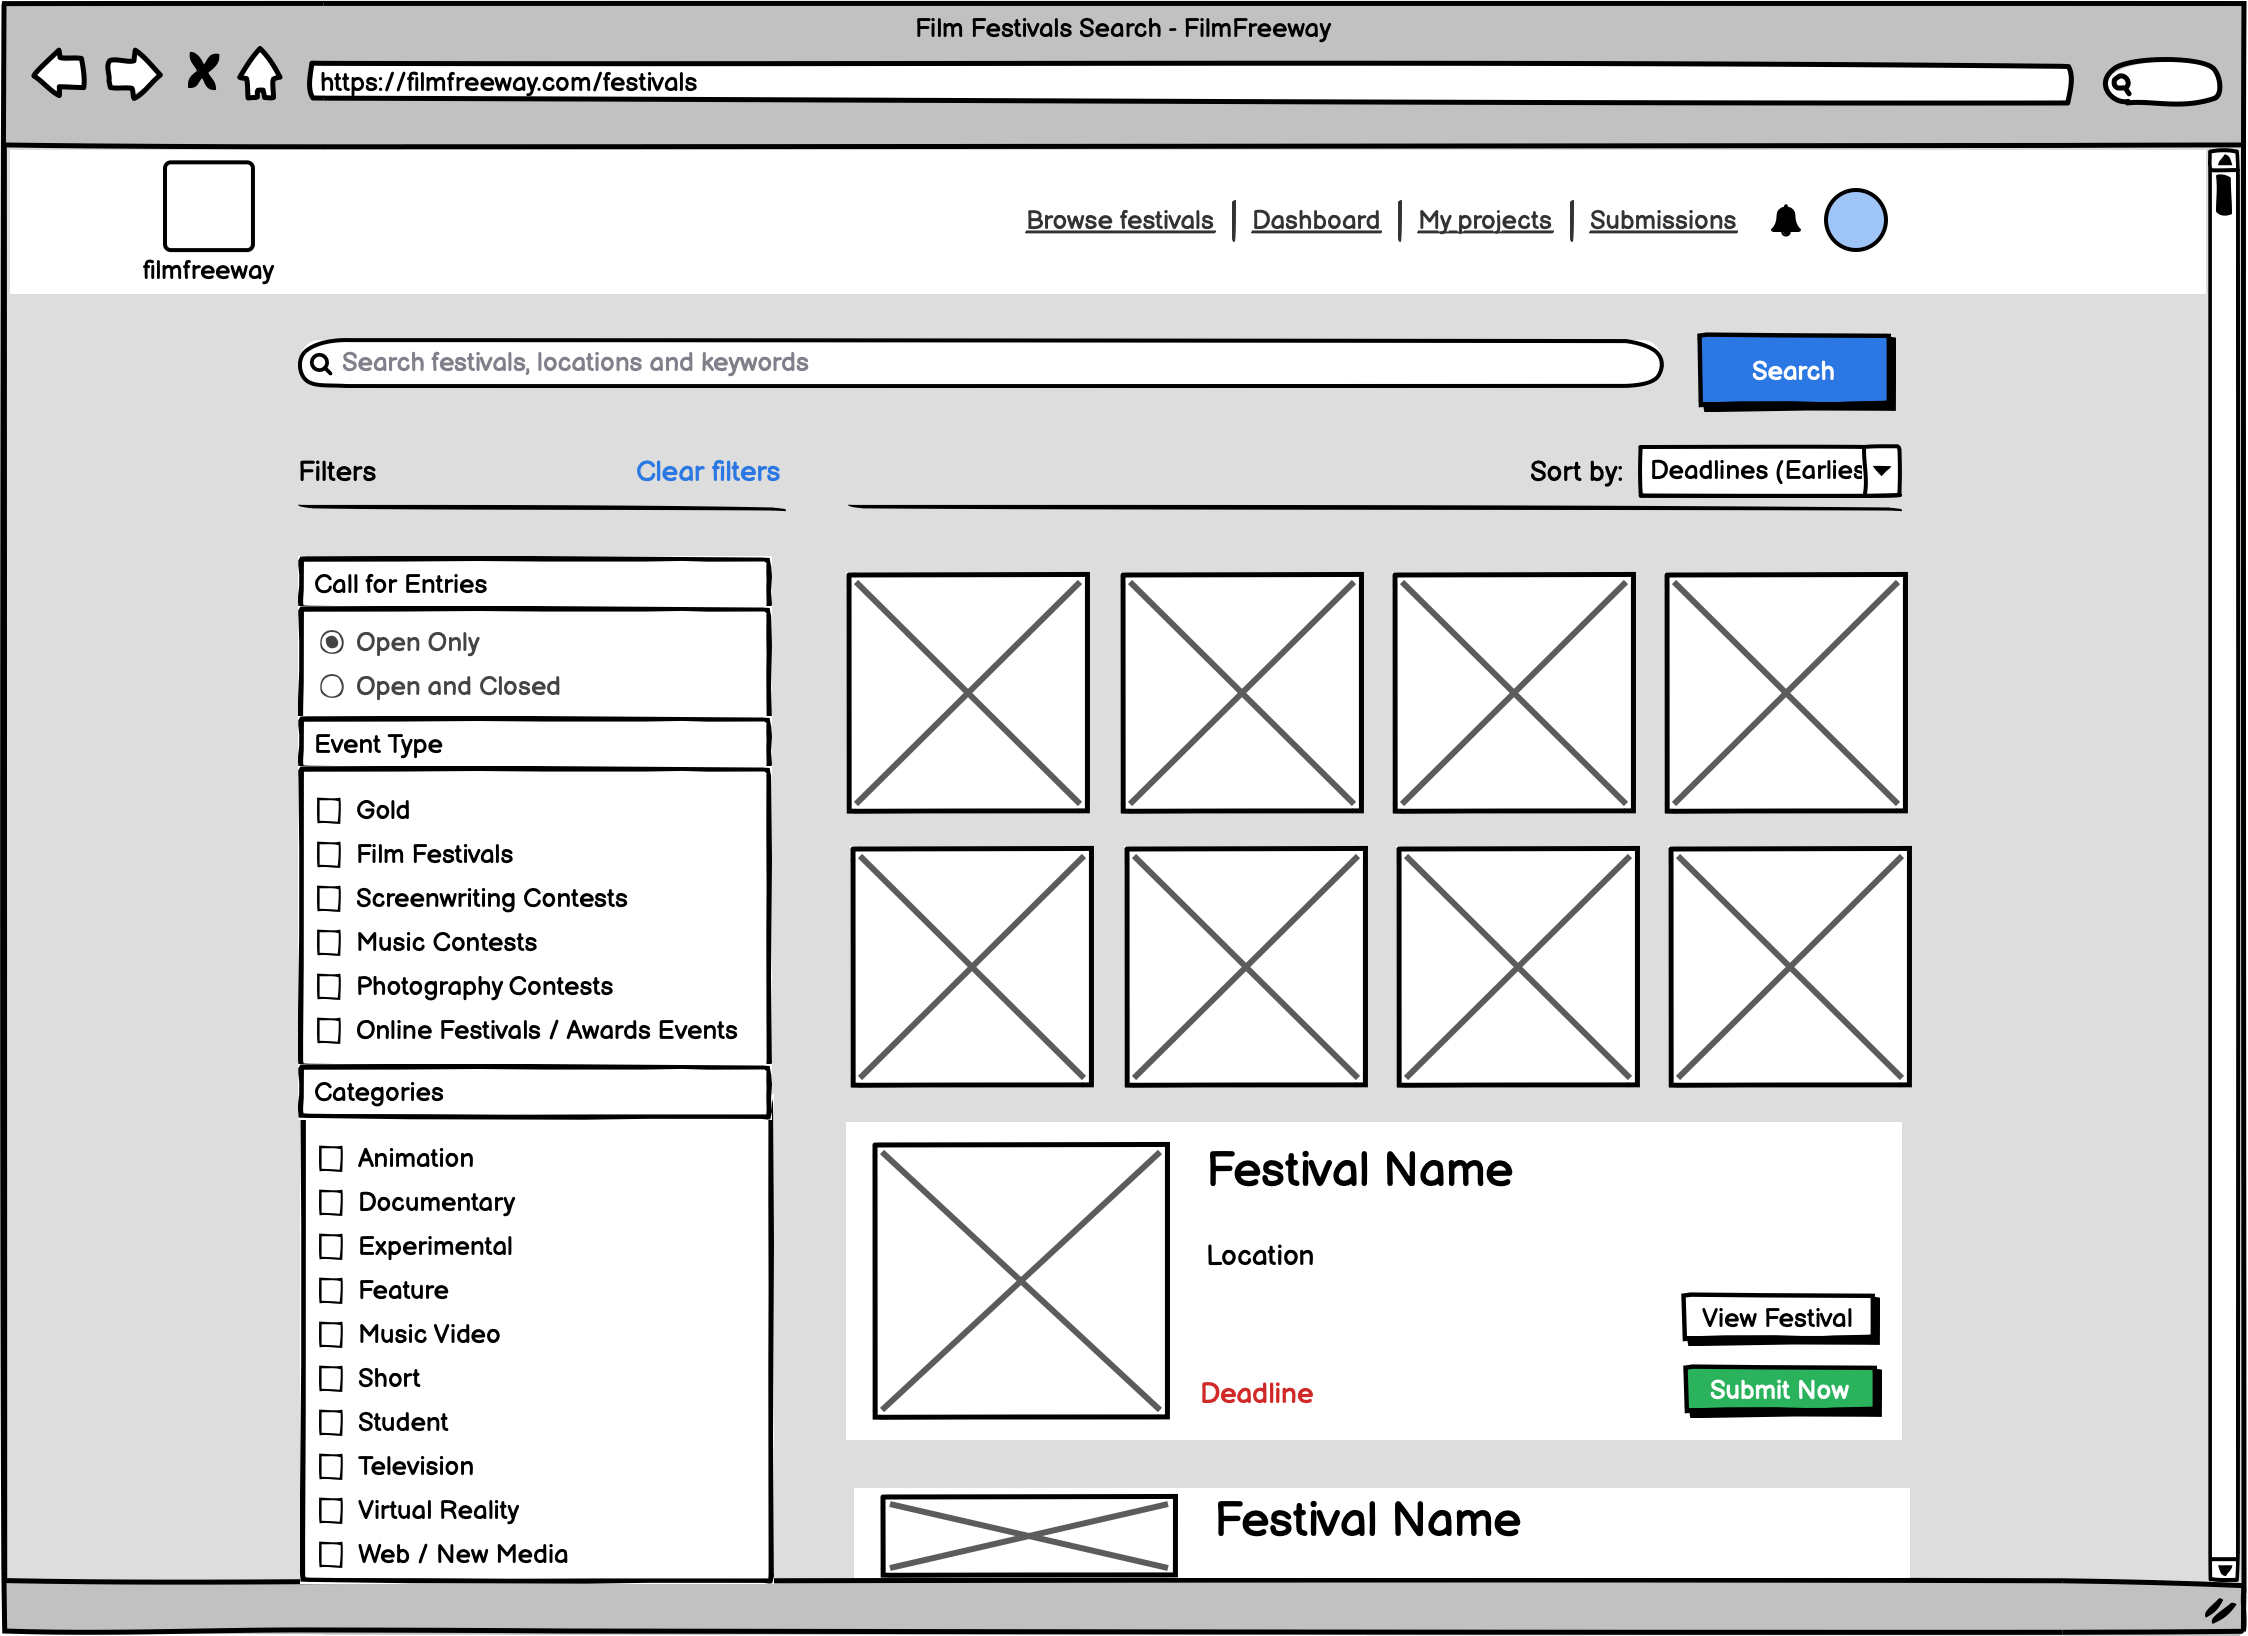 Film Festivals Search - FilmFreeway
https://filmfreeway.com/festivals
filmfreeway
Browse festivals
Dashboard
My projects
Submissions
Search festivals, locations and keywords
Search
Filters
Clear filters
Sort by:
Deadlines (Earlies
Call for Entries
Open Only
Open and Closed
Event Type
Gold
Film Festivals
Screenwriting Contests
Music Contests
Photography Contests
Online Festivals / Awards Events
Categories
Animation
Documentary
Experimental
Feature
Music Video
Short
Student
Television
Virtual Reality
Web / New Media
Festival Name
Location
View Festival
Deadline
Submit Now
Festival Name